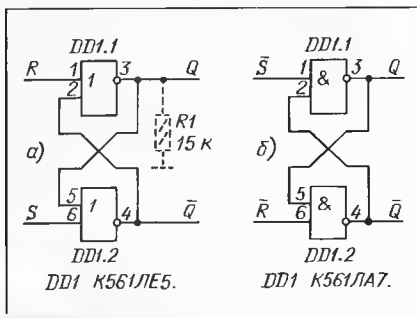 DD1.1
R 1 2 1 3 Q
R1
15 к
а)
S 5 6 1 4 Q̄
DD1.2
DD1 К561ЛЕ5.
DD1.1
S̄ 1 2 & 3 Q
б)
R̄ 5 6 & 4 Q̄
DD1.2
DD1 К561ЛА7.